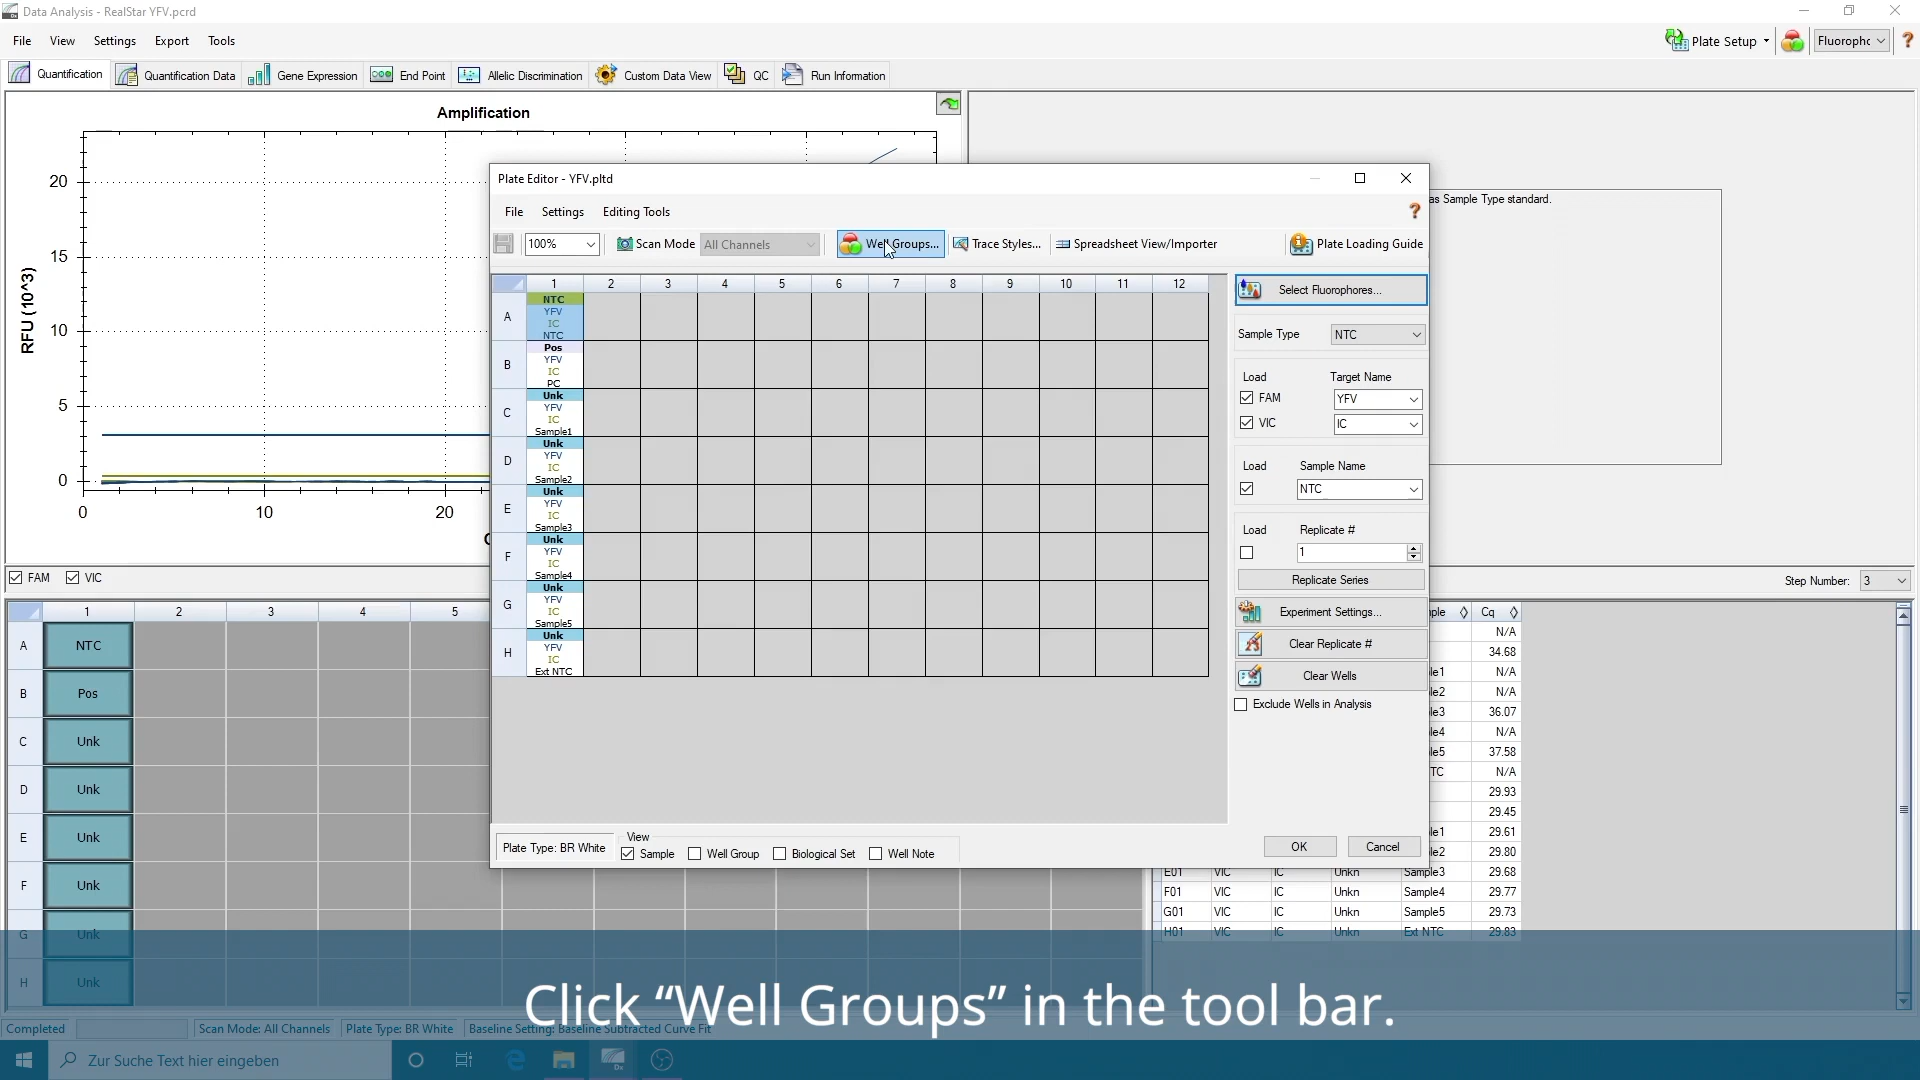 Data Analysis - RealStar YFV.pcrd
File View Settings Export Tools
Plate Setup Fluoropho ?
Quantification Quantification Data Gene Expression End Point Allelic Discrimination Custom Data View QC Run Information
Amplification
RFU (10^3)
20
15
10
5
0
0 10 20
FAM VIC
as Sample Type standard.
Step Number: 3
Plate Editor - YFV.pltd
File Settings Editing Tools ?
100% Scan Mode All Channels Well Groups... Trace Styles... Spreadsheet View/Importer Plate Loading Guide
1 2 3 4 5 6 7 8 9 10 11 12
A
NTC
YFV
IC
NTC
B
Pos
YFV
IC
PC
C
Unk
YFV
IC
Sample1
D
Unk
YFV
IC
Sample2
E
Unk
YFV
IC
Sample3
F
Unk
YFV
IC
Sample4
G
Unk
YFV
IC
Sample5
H
Unk
YFV
IC
Ext NTC
Select Fluorophores...
Sample Type NTC
Load Target Name
FAM YFV
VIC IC
Load Sample Name
NTC
Load Replicate #
1
Replicate Series
Experiment Settings...
Clear Replicate #
Clear Wells
Exclude Wells in Analysis
Plate Type: BR White
View
Sample Well Group Biological Set Well Note
OK Cancel
1 2 3 4 5
A NTC
B Pos
C Unk
D Unk
E Unk
F Unk
G Unk
H Unk
ple Cq
N/A
34.68
le1 N/A
le2 N/A
le3 36.07
le4 N/A
le5 37.58
TC N/A
29.93
29.45
le1 29.61
le2 29.80
E01 VIC IC Unkn Sample3 29.68
F01 VIC IC Unkn Sample4 29.77
G01 VIC IC Unkn Sample5 29.73
H01 VIC IC Unkn Ext NTC 29.83
Click “Well Groups” in the tool bar.
Completed Scan Mode: All Channels Plate Type: BR White Baseline Setting: Baseline Subtracted Curve Fit
Zur Suche Text hier eingeben